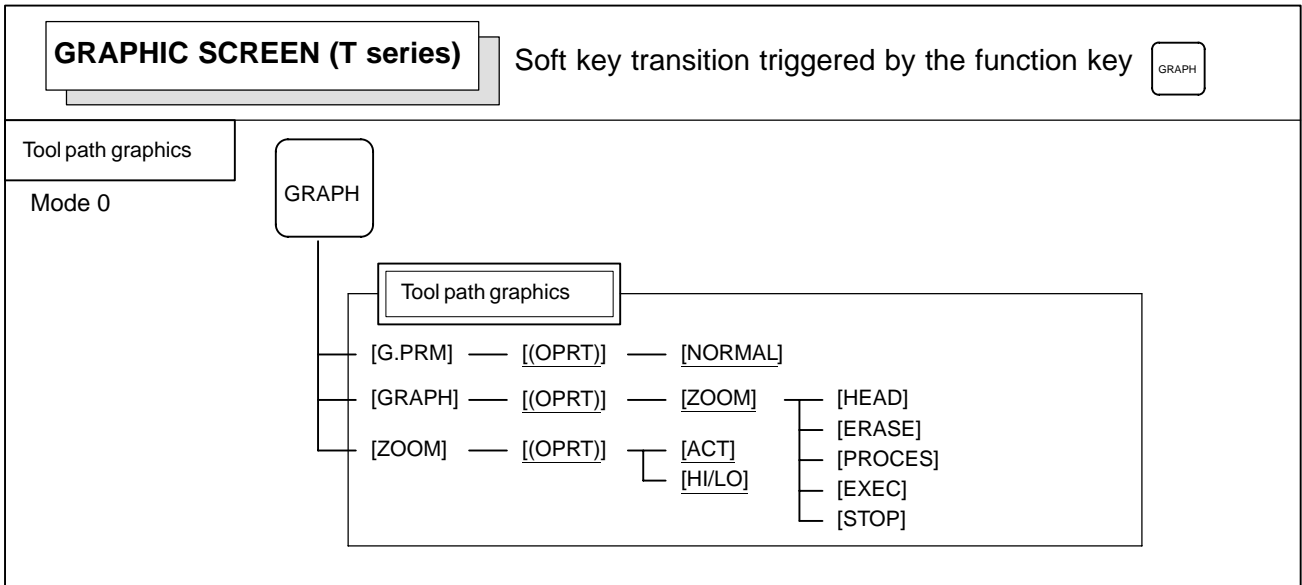 GRAPHIC SCREEN (T series) Soft key transition triggered by the function key GRAPH
Tool path graphics
Mode 0
GRAPH
Tool path graphics
[G.PRM] [(OPRT)] [NORMAL]
[GRAPH] [(OPRT)] [ZOOM] [HEAD]
[ERASE]
[ZOOM] [(OPRT)] [ACT] [PROCES]
[HI/LO] [EXEC]
[STOP]